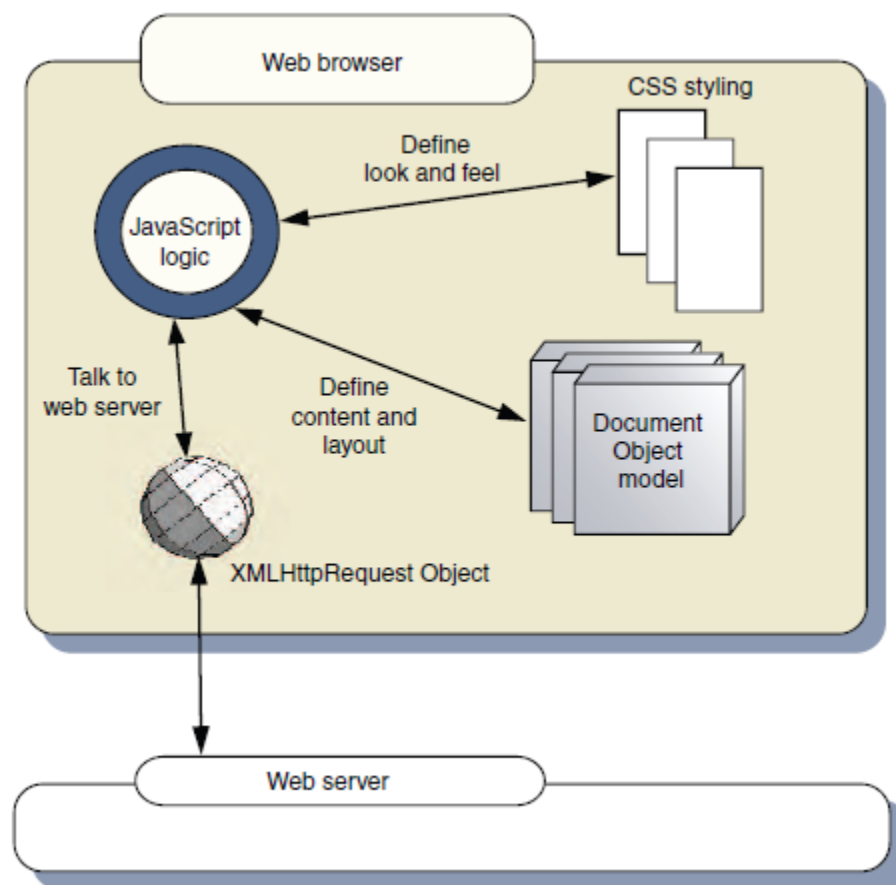 Web browser
CSS styling
Define
look and feel
JavaScript
logic
Talk to
web server
Define
content and
layout
Document
Object
model
XMLHttpRequest Object
Web server